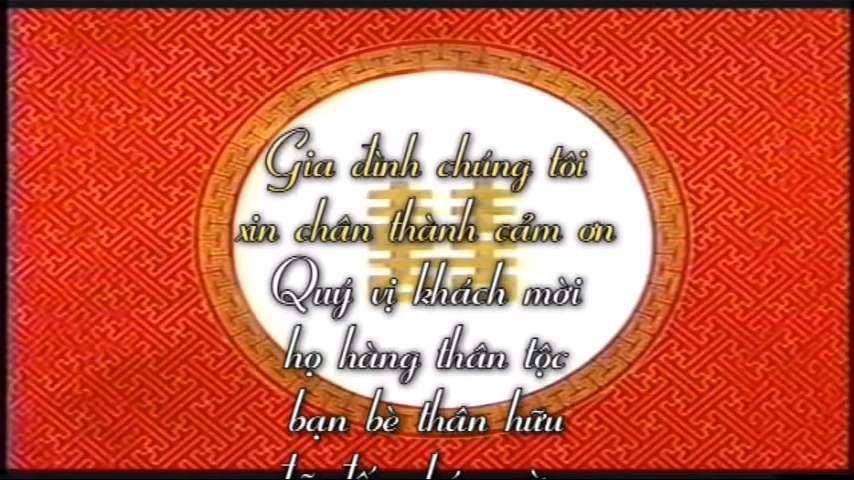 Gia đình chúng tôi
xin chân thành cảm ơn
Quý vị khách mời
họ hàng thân tộc
bạn bè thân hữu